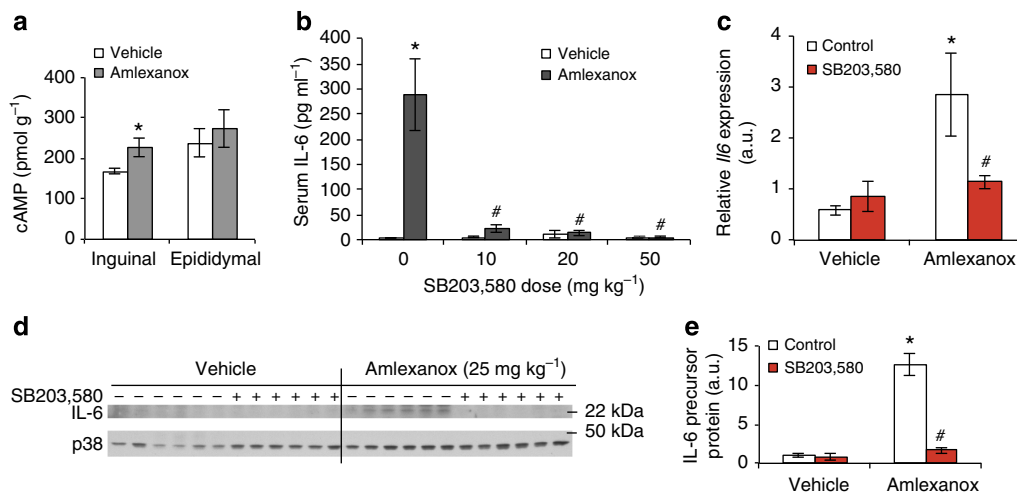 a
Vehicle
Amlexanox
400
300
200
100
0
cAMP (pmol g⁻¹)
*
Inguinal Epididymal
b
400
350
300
250
200
150
100
50
0
Serum IL-6 (pg ml⁻¹)
Vehicle
Amlexanox
*
# # #
0 10 20 50
SB203,580 dose (mg kg⁻¹)
c
4
3
2
1
0
Relative Il6 expression
(a.u.)
Control
SB203,580
*
#
Vehicle Amlexanox
d
Vehicle Amlexanox (25 mg kg⁻¹)
SB203,580 – – – – – – + + + + + + – – – – – – + + + + + +
IL-6 22 kDa
50 kDa
p38
e
15
10
5
0
IL-6 precursor
protein (a.u.)
Control
SB203,580
*
#
Vehicle Amlexanox